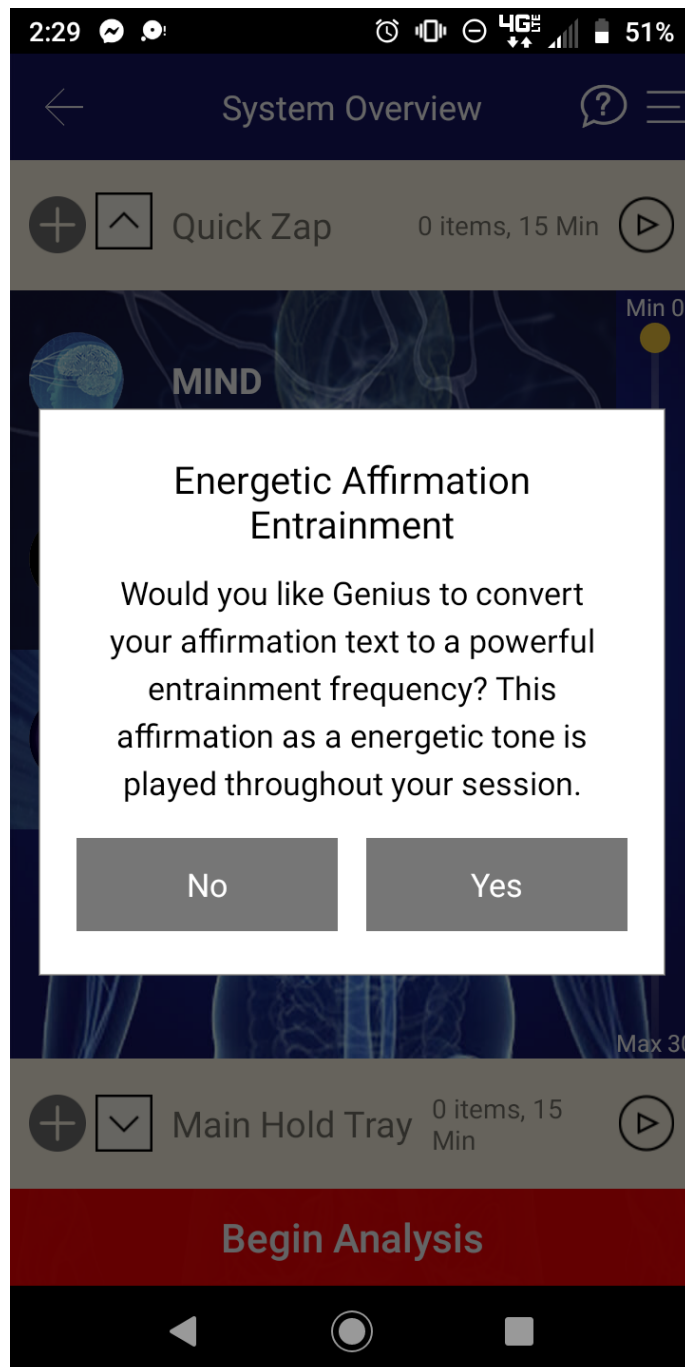 2:29 4G LTE 51%
System Overview ?
Quick Zap 0 items, 15 Min
Min 0
MIND
Energetic Affirmation
Entrainment
Would you like Genius to convert
your affirmation text to a powerful
entrainment frequency? This
affirmation as a energetic tone is
played throughout your session.
No Yes
Max 30
Main Hold Tray 0 items, 15
Min
Begin Analysis